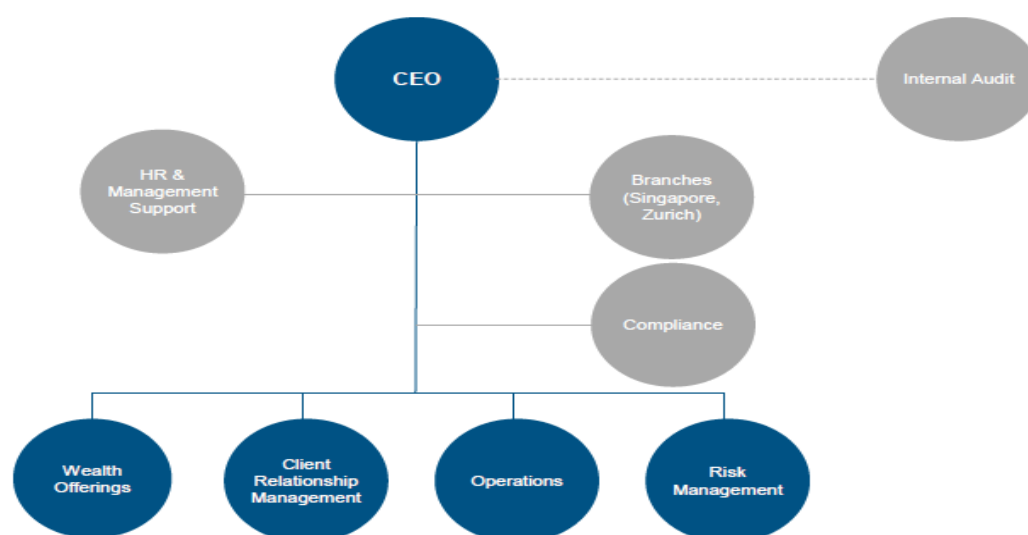 CEO
Internal Audit
HR &
Management
Support
Branches
(Singapore,
Zurich)
Compliance
Wealth
Offerings
Client
Relationship
Management
Operations
Risk
Management